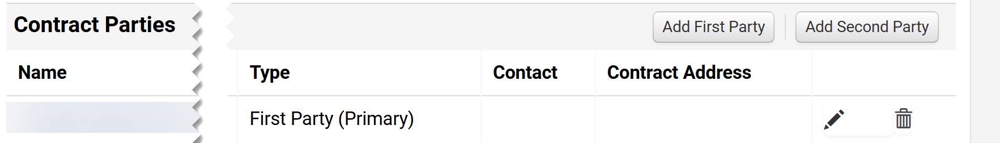 Contract Parties Add First Party Add Second Party
Name Type Contact Contract Address
First Party (Primary)